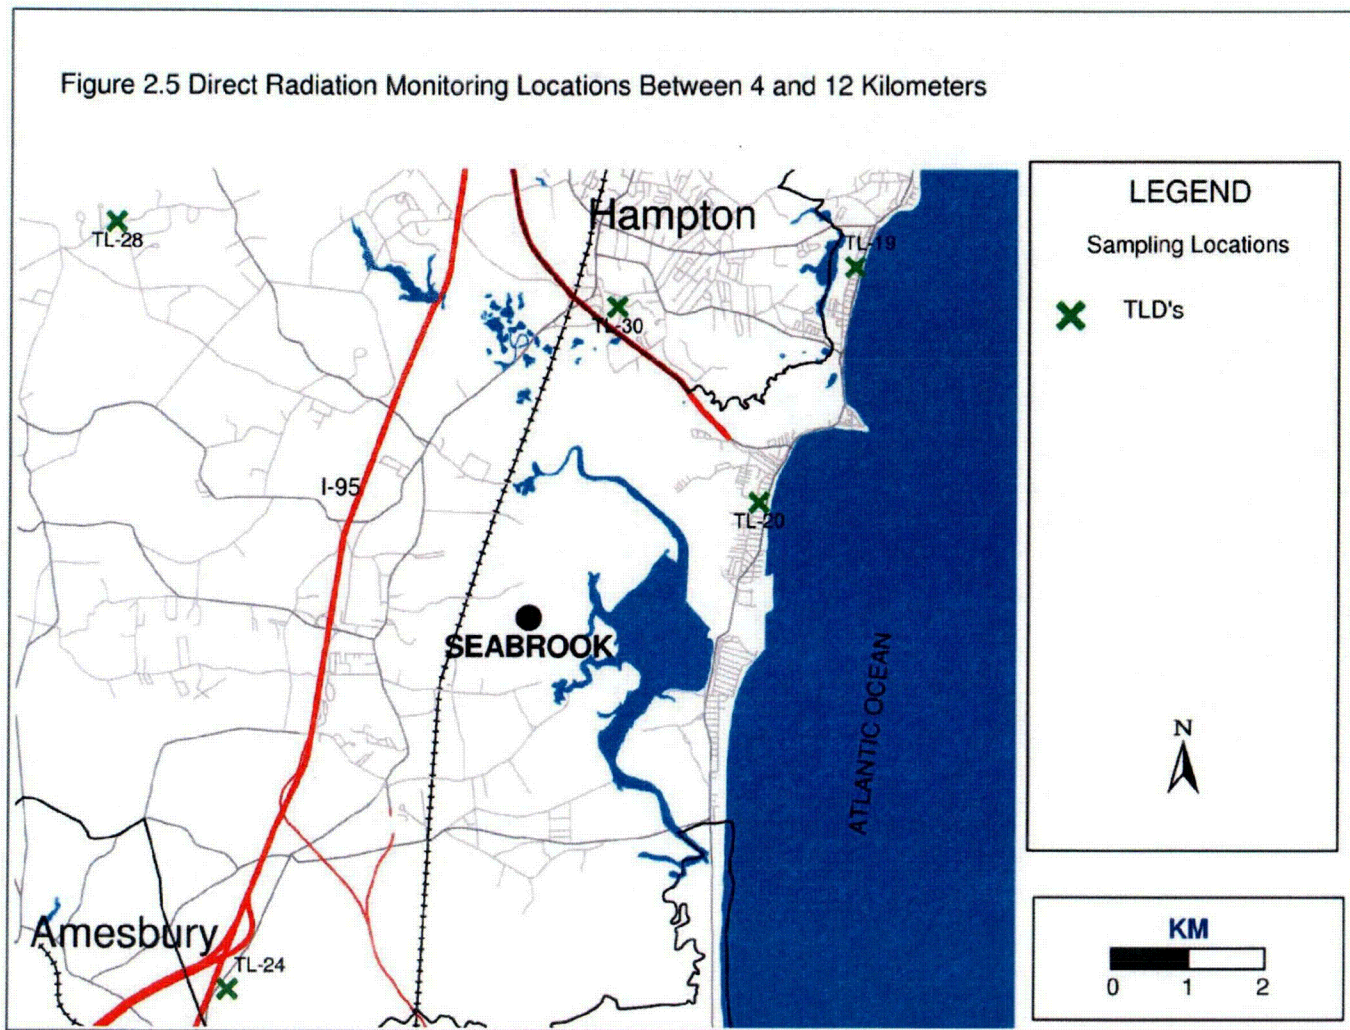 Figure 2.5 Direct Radiation Monitoring Locations Between 4 and 12 Kilometers
LEGEND
Sampling Locations
TLD's
Hampton
TL-28
TL-19
TL-30
I-95
TL-20
SEABROOK
ATLANTIC OCEAN
N
Amesbury
TL-24
KM
0 1 2